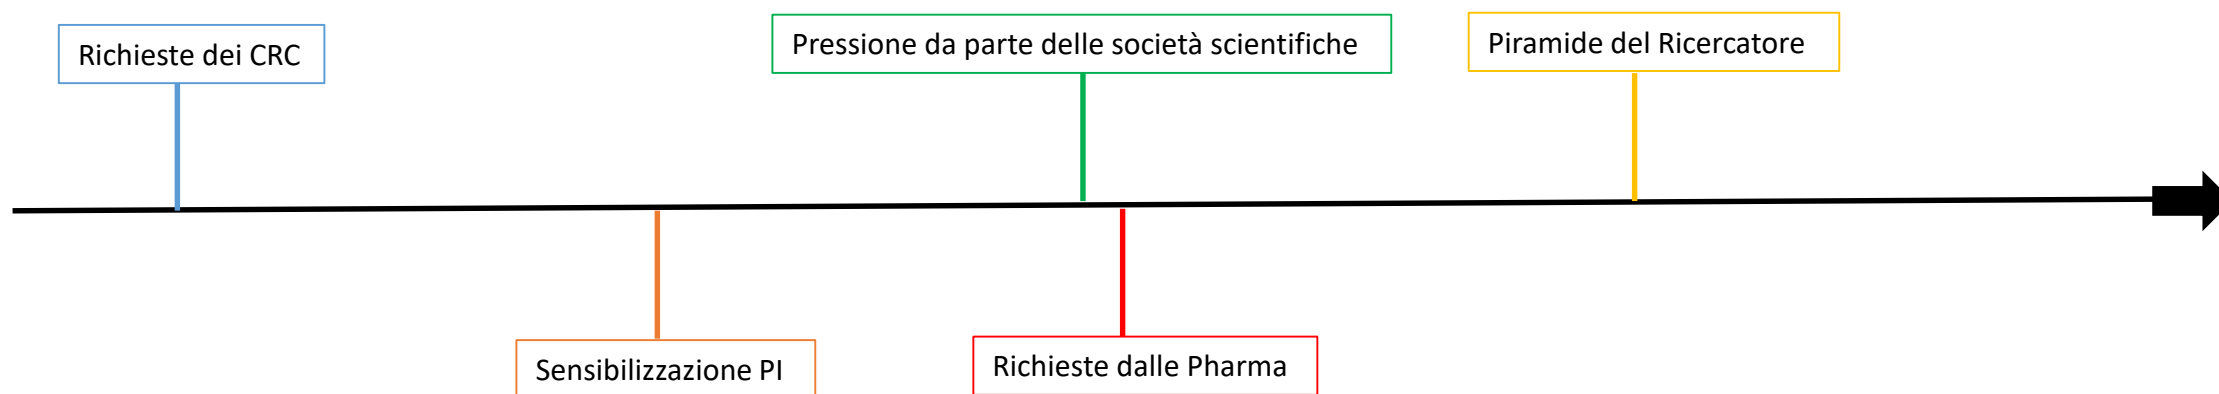 Richieste dei CRC
Pressione da parte delle società scientifiche
Piramide del Ricercatore
Sensibilizzazione PI
Richieste dalle Pharma